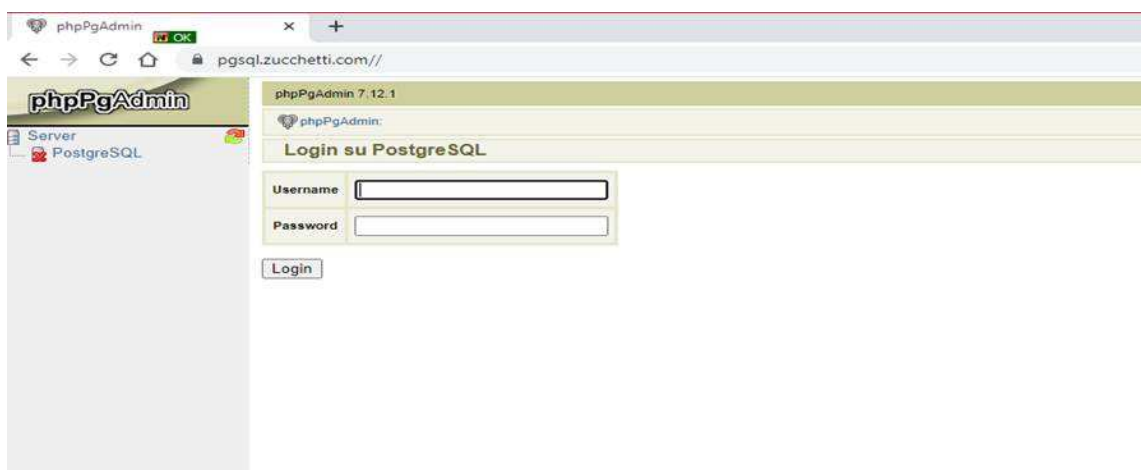 phpPgAdmin
OK
pgsql.zucchetti.com//
phpPgAdmin
Server
PostgreSQL
phpPgAdmin 7.12.1
phpPgAdmin:
Login su PostgreSQL
Username
Password
Login